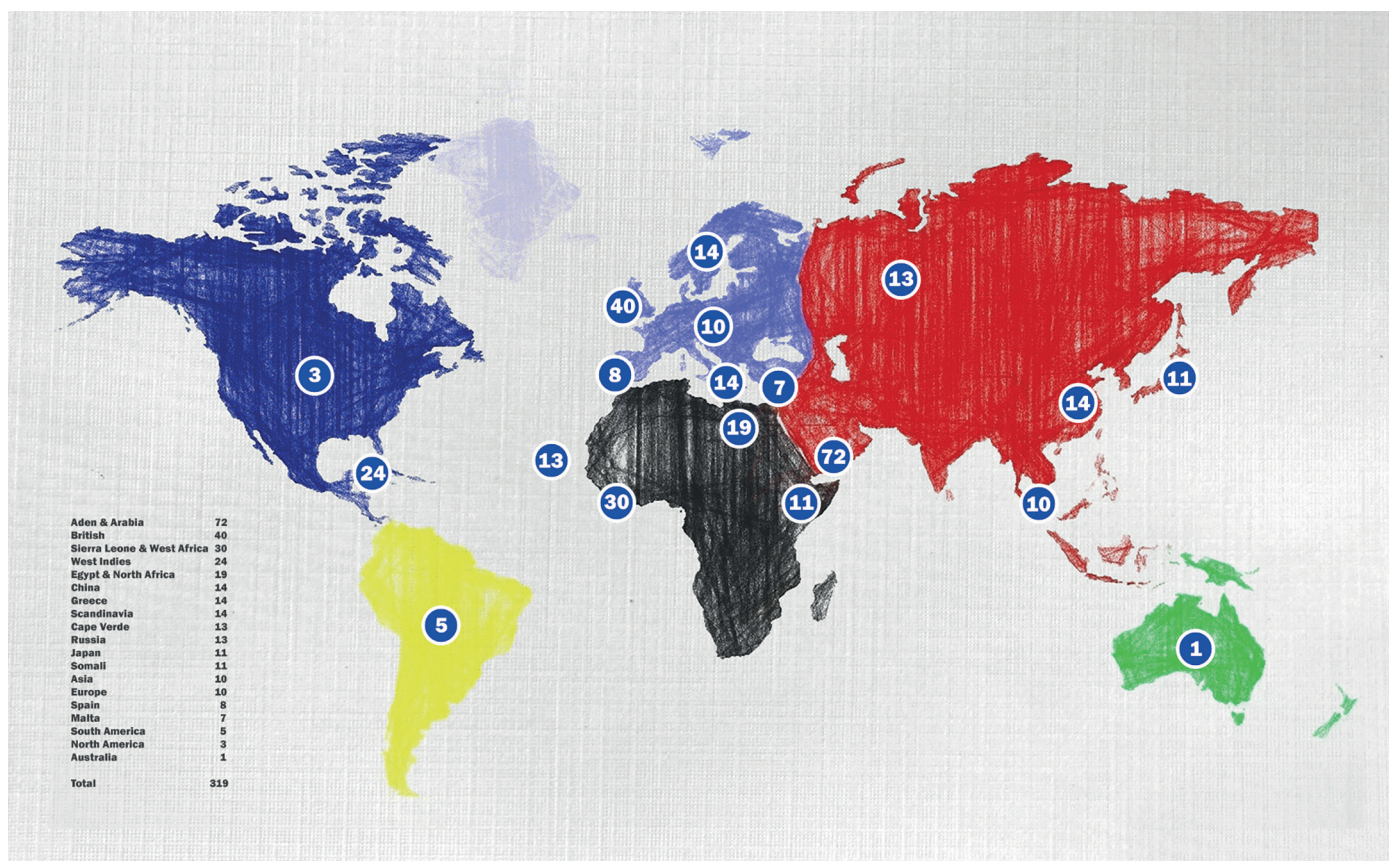 14
13
40
10
3
8
14
7
11
14
19
13
72
24
30
11
10
Aden & Arabia 72
British 40
Sierra Leone & West Africa 30
West Indies 24
Egypt & North Africa 19
China 14
Greece 14
Scandinavia 14
Cape Verde 13
Russia 13
Japan 11
Somali 11
Asia 10
Europe 10
Spain 8
Malta 7
South America 5
North America 3
Australia 1
Total 319
5
1